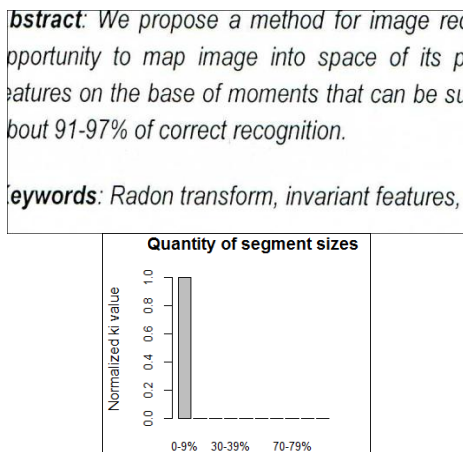 bstract: We propose a method for image rec
pportunity to map image into space of its p
eatures on the base of moments that can be su
bout 91-97% of correct recognition.
eywords: Radon transform, invariant features,
Quantity of segment sizes
Normalized ki value
1.0
0.8
0.6
0.4
0.2
0.0
0-9% 30-39% 70-79%